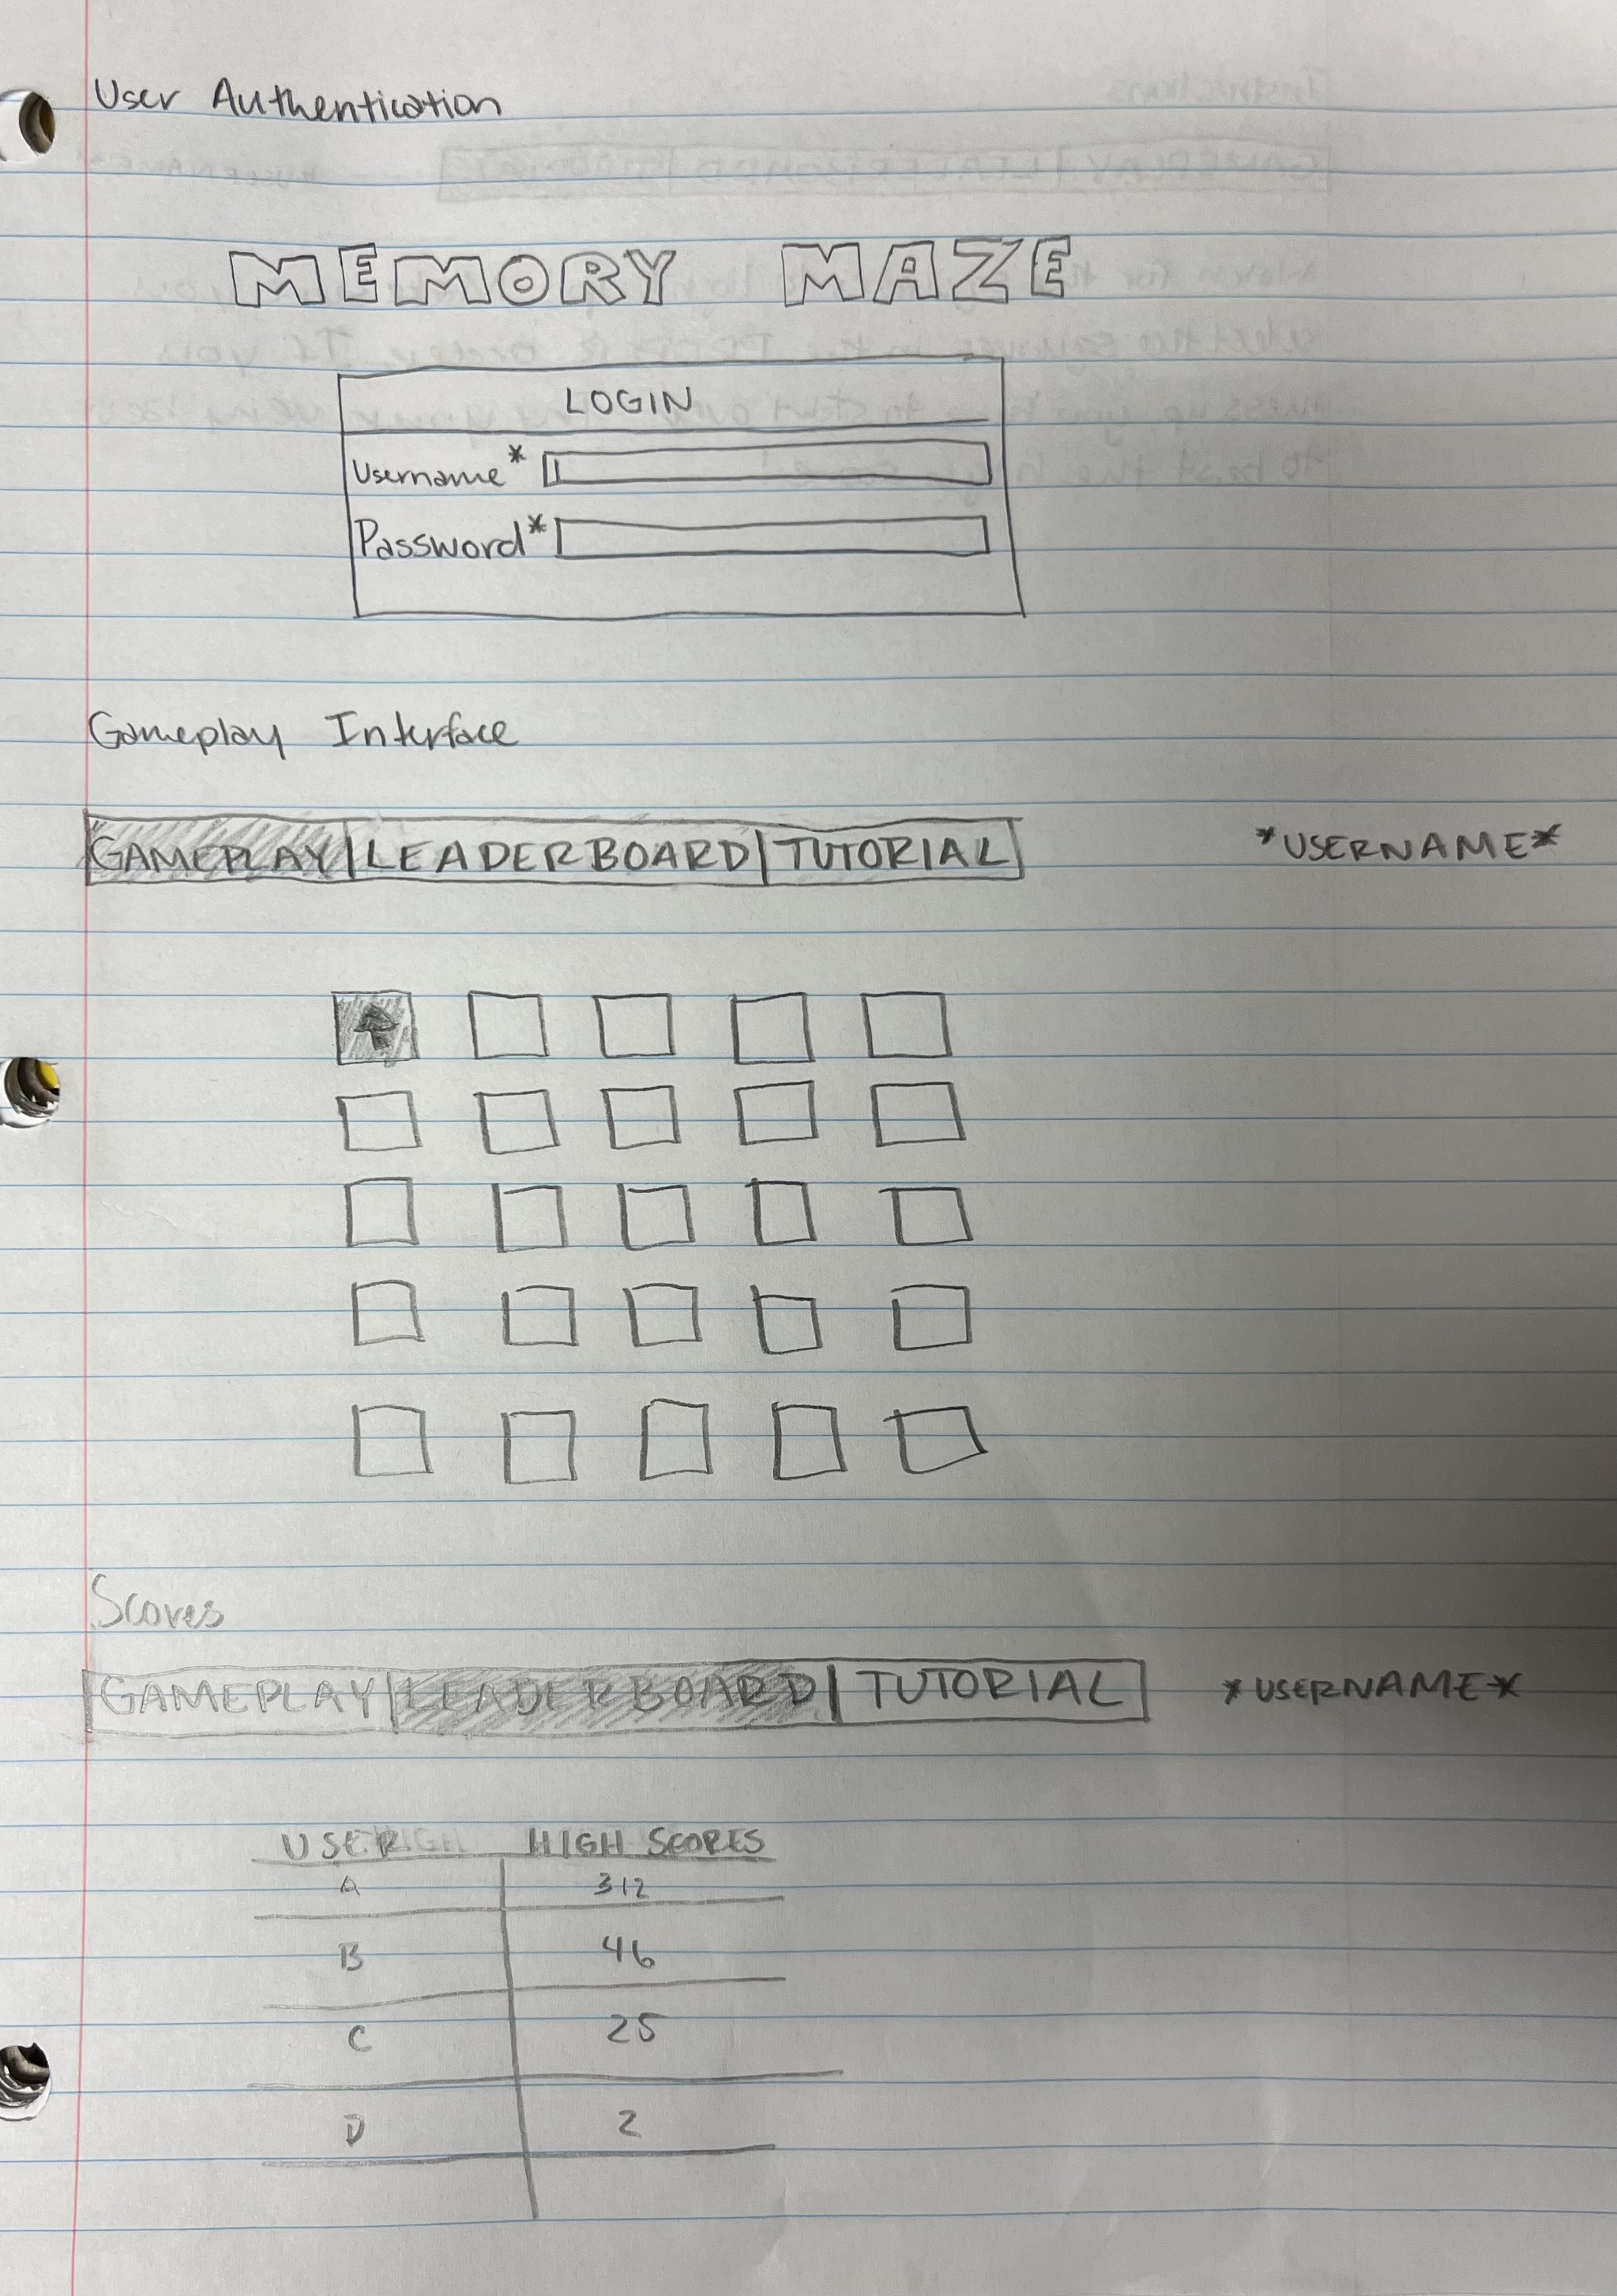 User Authentication
MEMORY MAZE
LOGIN
Username*
Password*
Gameplay Interface
GAMEPLAY | LEADERBOARD | TUTORIAL *USERNAME*
Scores
GAMEPLAY | LEADERBOARD | TUTORIAL *USERNAME*
USER HIGH SCORES
A 312
B 46
C 25
D 2